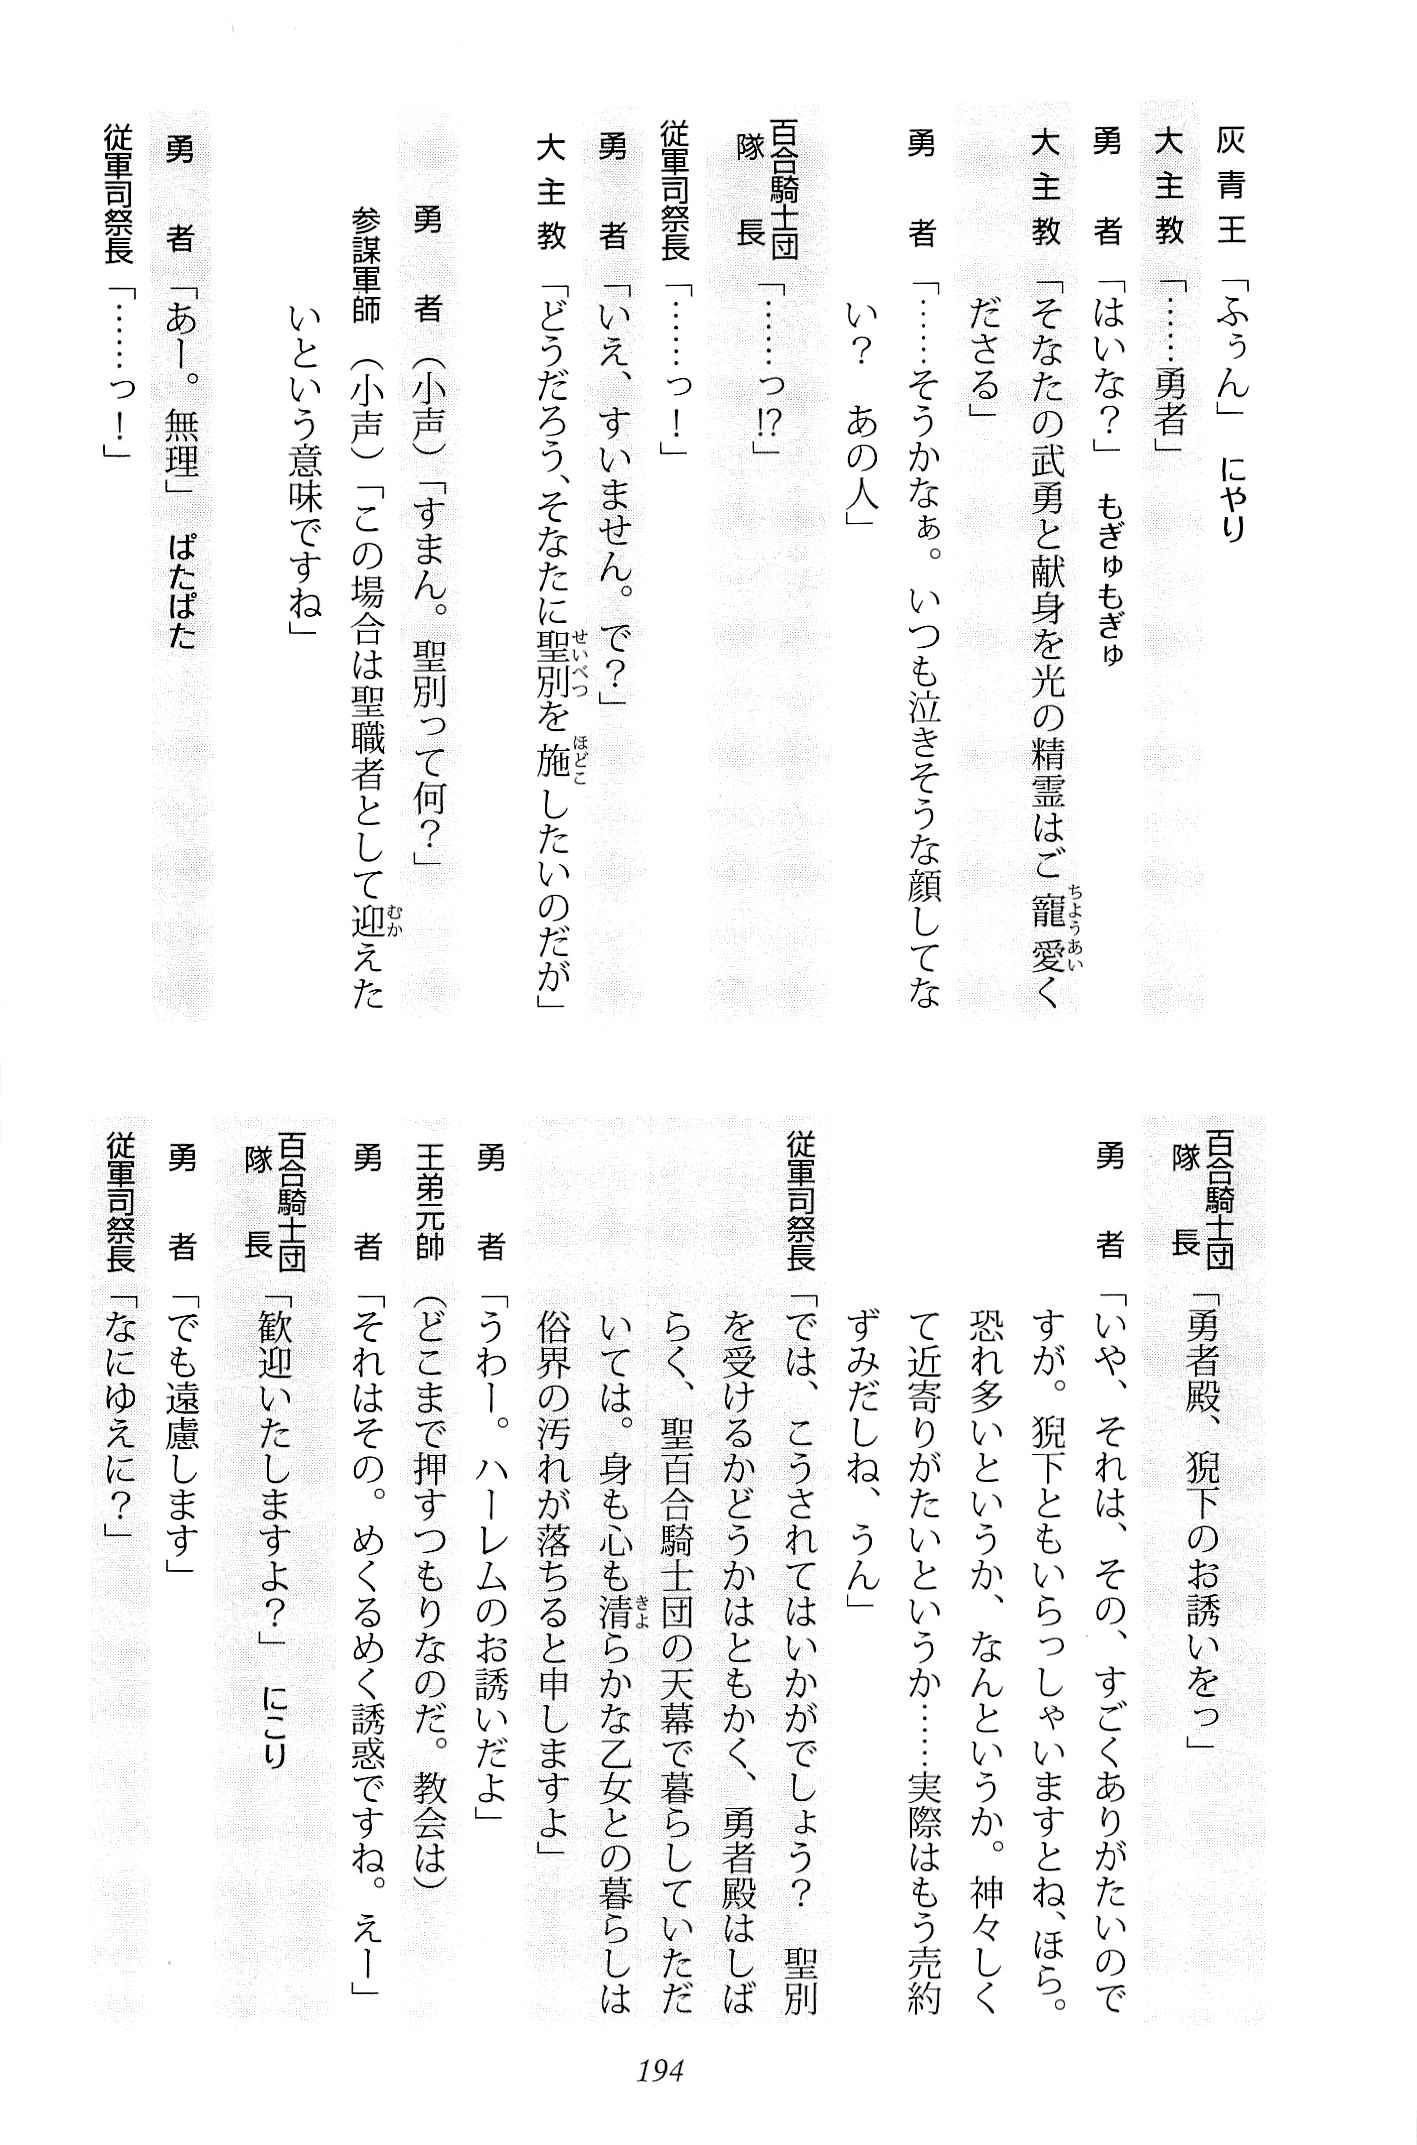 灰青王「ふぅん」 にやり
大主教「……勇者」
勇者「はいな？」 もぎゅもぎゅ
大主教「そなたの武勇と献身を光の精霊はご寵愛く
ださる」
勇者「……そうかなぁ。いつも泣きそうな顔してな
い？ あの人」
百合騎士団隊長「……っ!?」
従軍司祭長「……っ！」
勇者「いえ、すいません。で？」
大主教「どうだろう、そなたに聖別を施したいのだが」
勇者（小声）「すまん。聖別って何？」
参謀軍師（小声）「この場合は聖職者として迎えた
いという意味ですね」
勇者「あー。無理」 ぱたぱた
従軍司祭長「……っ！」
百合騎士団隊長「勇者殿、猊下のお誘いをっ」
勇者「いや、それは、その、すごくありがたいので
すが。猊下ともいらっしゃいますとね、ほら。
恐れ多いというか、なんというか。神々しく
て近寄りがたいというか……実際はもう売約
ずみだしね、うん」
従軍司祭長「では、こうされてはいかがでしょう？ 聖別
を受けるかどうかはともかく、勇者殿はしば
らく、聖百合騎士団の天幕で暮らしていただ
いては。身も心も清らかな乙女との暮らしは
俗界の汚れが落ちると申しますよ」
勇者「うわー。ハーレムのお誘いだよ」
王弟元帥（どこまで押すつもりなのだ。教会は）
勇者「それはその。めくるめく誘惑ですね。えー」
百合騎士団隊長「歓迎いたしますよ？」 にこり
勇者「でも遠慮します」
従軍司祭長「なにゆえに？」
194